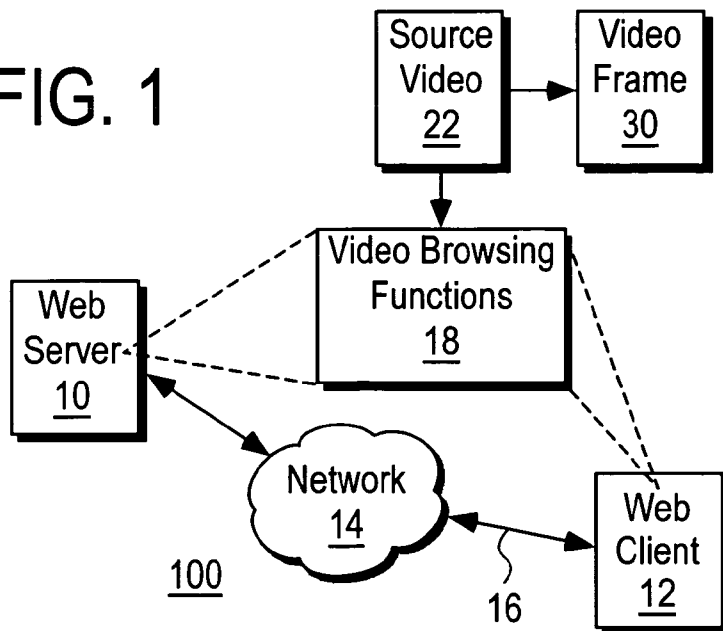 FIG. 1
Source
Video
22
Video
Frame
30
Video Browsing
Functions
18
Web
Server
10
Network
14
16
Web
Client
12
100